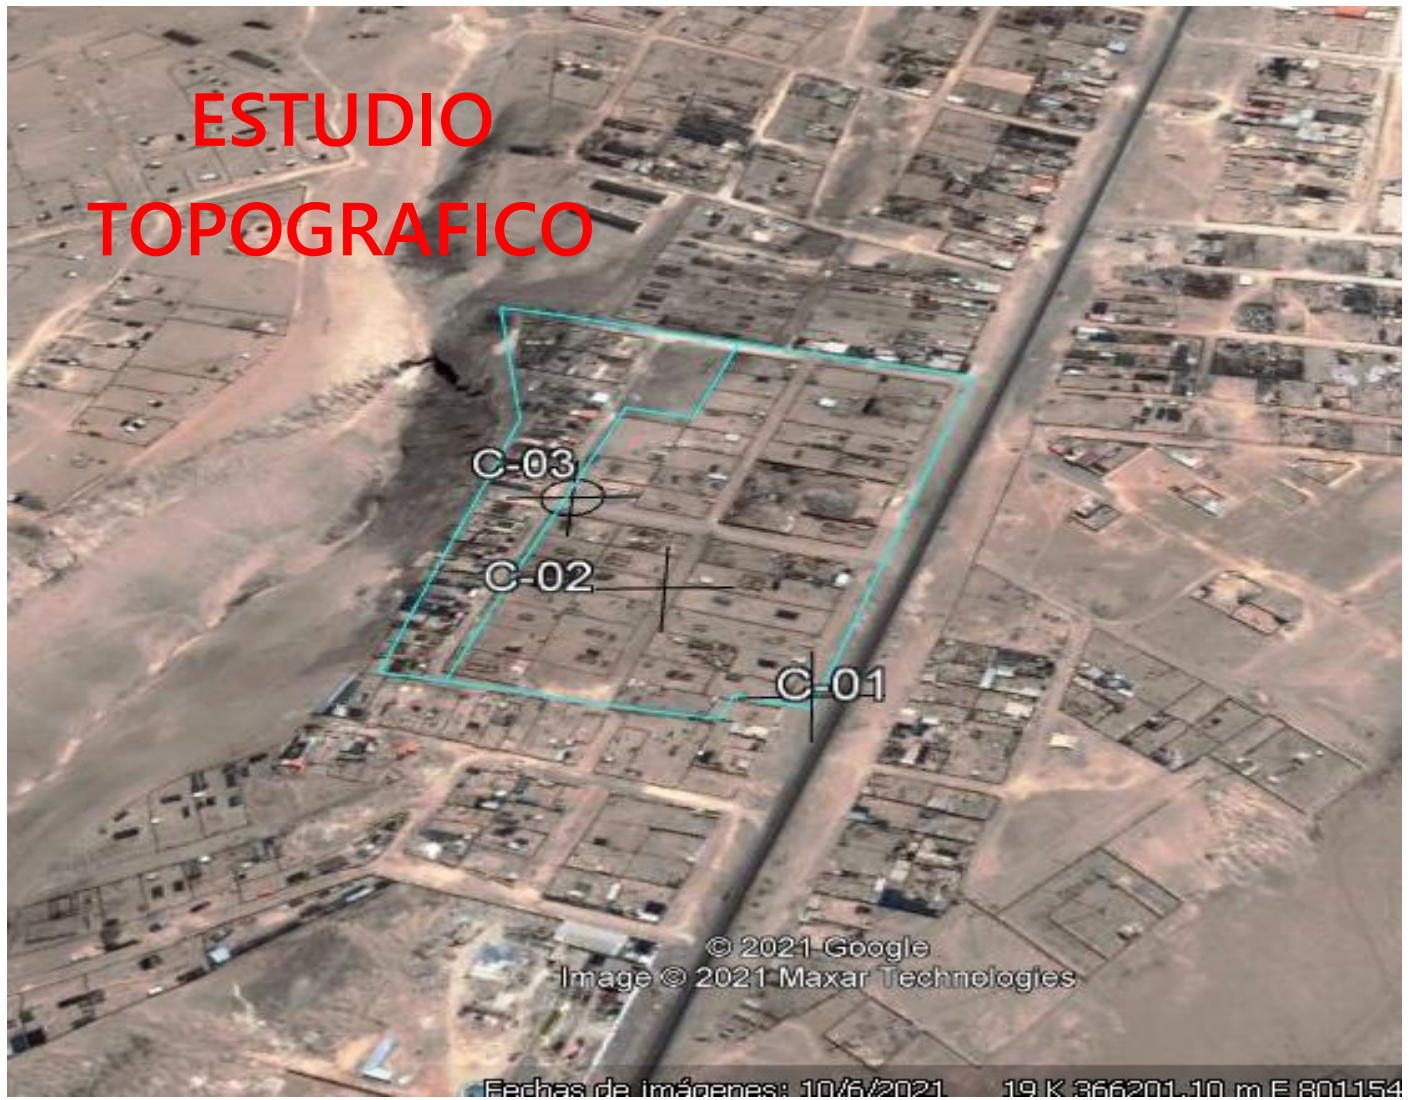 ESTUDIO
TOPOGRAFICO
C-03
C-02
C-01
© 2021 Google
Image © 2021 Maxar Technologies
Fechas de imágenes: 10/6/2021 19 K 366201.10 m E 801154